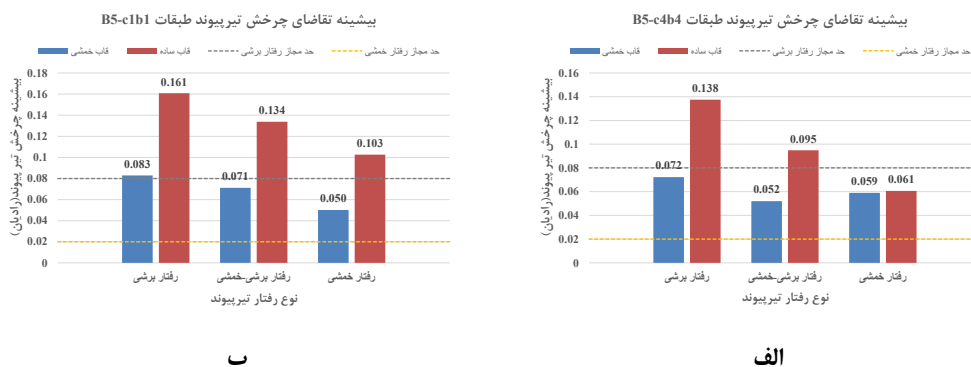 بیشینه تقاضای چرخش تیرپیوند طبقات B5-c4b4
قاب خمشی
قاب ساده
حد مجاز رفتار برشی
حد مجاز رفتار خمشی
بیشینه چرخش تیر پیوند(رادیان)
0.16
0.14
0.12
0.1
0.08
0.06
0.04
0.02
0
0.072
0.138
0.052
0.095
0.059
0.061
رفتار برشی
رفتار برشی-خمشی
رفتار خمشی
نوع رفتار تیرپیوند
الف
بیشینه تقاضای چرخش تیرپیوند طبقات B5-c1b1
قاب خمشی
قاب ساده
حد مجاز رفتار برشی
حد مجاز رفتار خمشی
بیشینه چرخش تیرپیوند(رادیان)
0.18
0.16
0.14
0.12
0.1
0.08
0.06
0.04
0.02
0
0.083
0.161
0.071
0.134
0.050
0.103
رفتار برشی
رفتار برشی-خمشی
رفتار خمشی
نوع رفتار تیرپیوند
ب